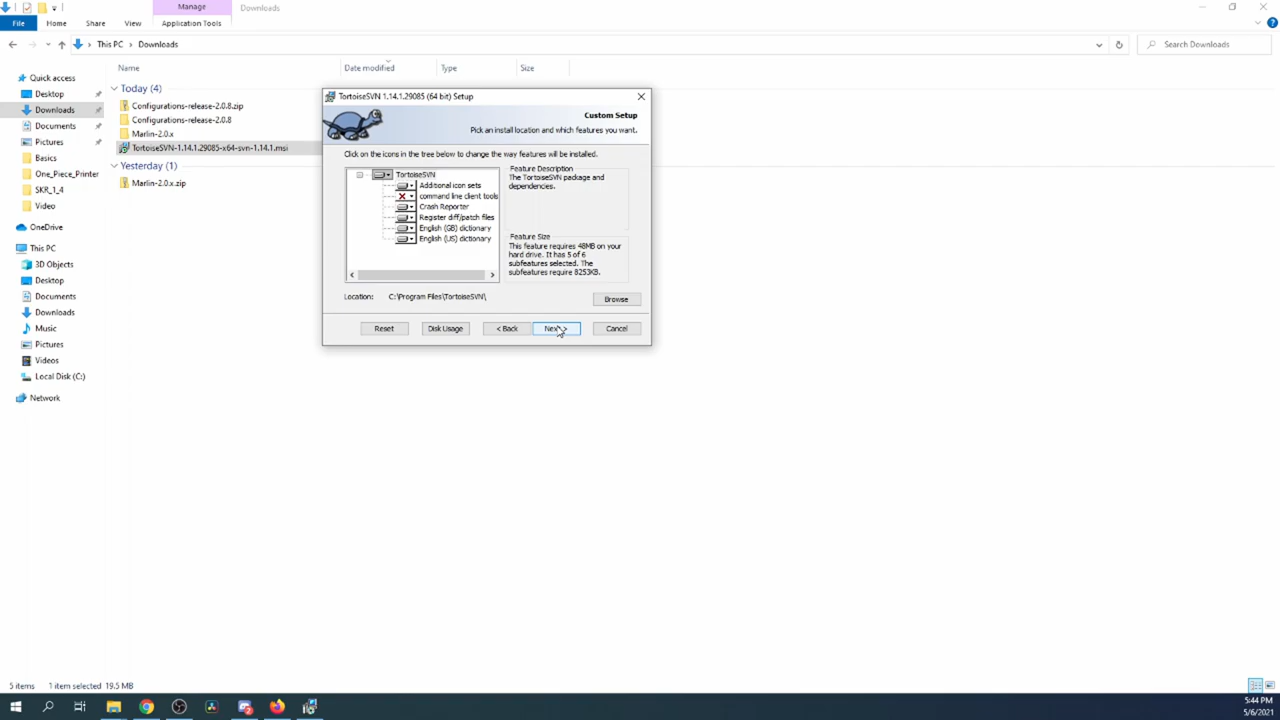 Manage
Downloads
File
Home
Share
View
Application Tools
This PC
Downloads
Search Downloads
Name
Date modified
Type
Size
Quick access
Desktop
Downloads
Documents
Pictures
Basics
One_Piece_Printer
SKR_1_4
Video
OneDrive
This PC
3D Objects
Desktop
Documents
Downloads
Music
Pictures
Videos
Local Disk (C:)
Network
Today (4)
Configurations-release-2.0.8.zip
Configurations-release-2.0.8
Marlin-2.0.x
TortoiseSVN-1.14.1.29085-x64-svn-1.14.1.msi
Yesterday (1)
Marlin-2.0.x.zip
TortoiseSVN 1.14.1.29085 (64 bit) Setup
Custom Setup
Pick an install location and which features you want.
Click on the icons in the tree below to change the way features will be installed.
TortoiseSVN
Additional icon sets
command line client tools
Crash Reporter
Register diff/patch files
English (GB) dictionary
English (US) dictionary
Feature Description
The TortoiseSVN package and
dependencies.
Feature Size
This feature requires 48MB on your
hard drive. It has 5 of 6
subfeatures selected. The
subfeatures require 8253KB.
Location: C:\Program Files\TortoiseSVN\
Browse
Reset
Disk Usage
< Back
Next >
Cancel
5 items
1 item selected 19.5 MB
5:44 PM
5/6/2021